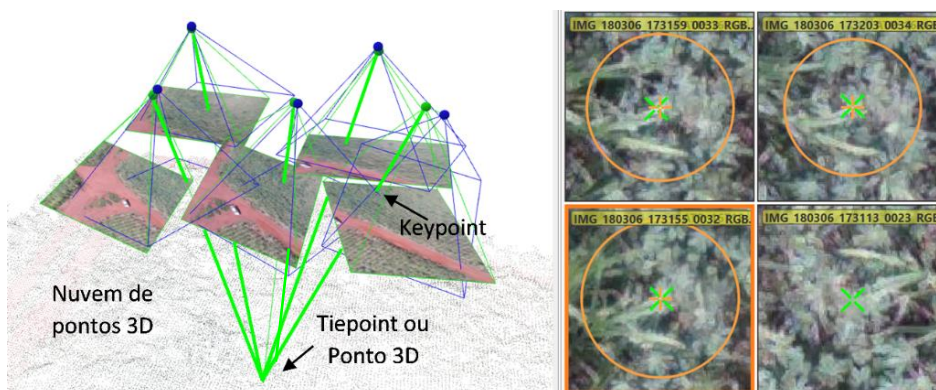 Keypoint
Nuvem de
pontos 3D
Tiepoint ou
Ponto 3D
IMG 180306 173159 0033 RGB..
IMG 180306 173203 0034 RGB..
IMG 180306 173155 0032 RGB..
IMG 180306 173113 0023 RGB..